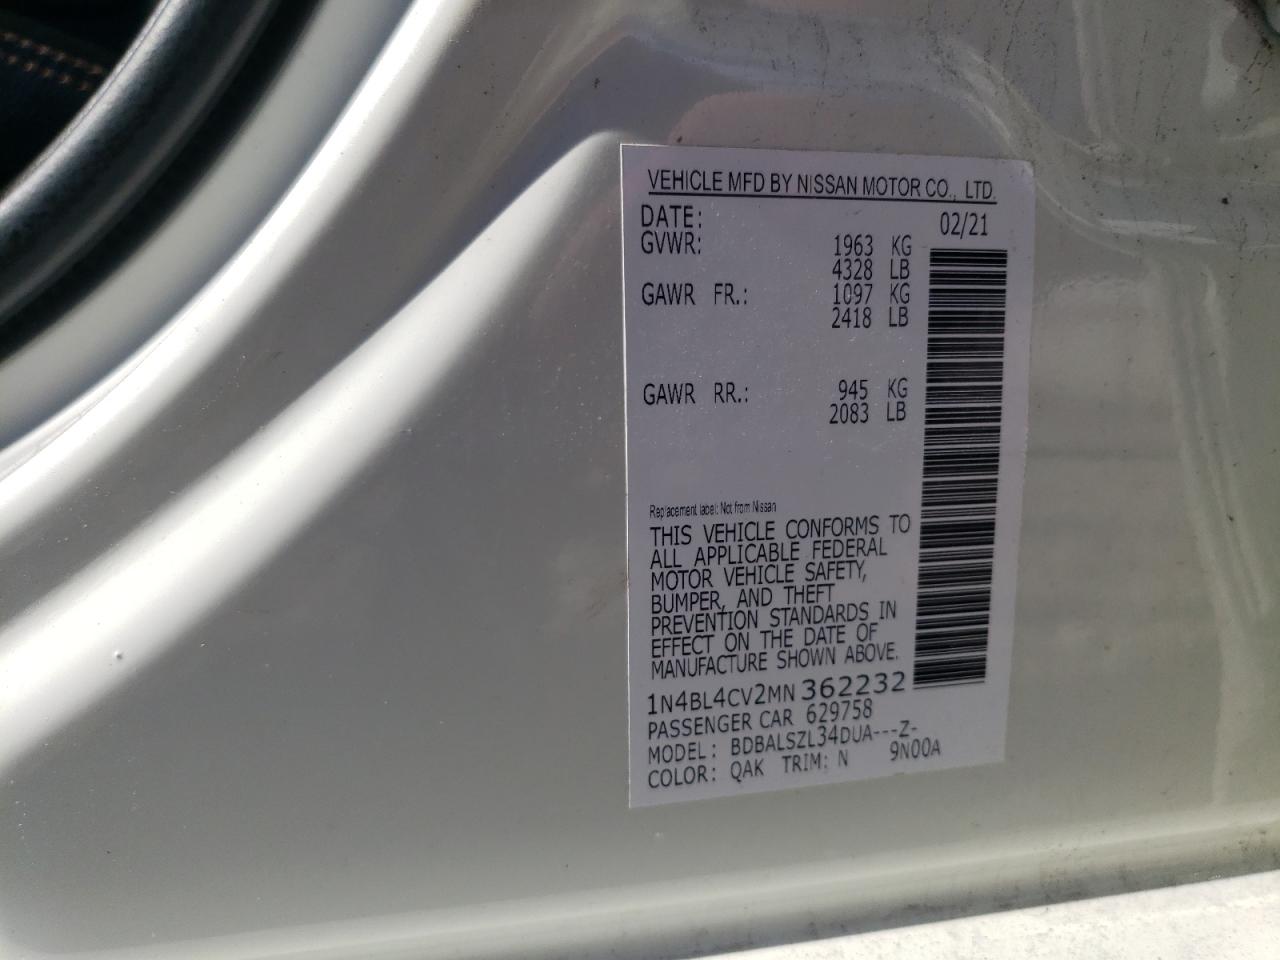 VEHICLE MFD BY NISSAN MOTOR CO., LTD.
DATE: 02/21
GVWR: 1963 KG
4328 LB
GAWR FR.: 1097 KG
2418 LB
GAWR RR.: 945 KG
2083 LB
Replacement label: Not from Nissan
THIS VEHICLE CONFORMS TO
ALL APPLICABLE FEDERAL
MOTOR VEHICLE SAFETY,
BUMPER, AND THEFT
PREVENTION STANDARDS IN
EFFECT ON THE DATE OF
MANUFACTURE SHOWN ABOVE.
1N4BL4CV2MN362232
PASSENGER CAR 629758
MODEL: BDBALSZL34DUA---Z-
COLOR: QAK TRIM: N 9N00A